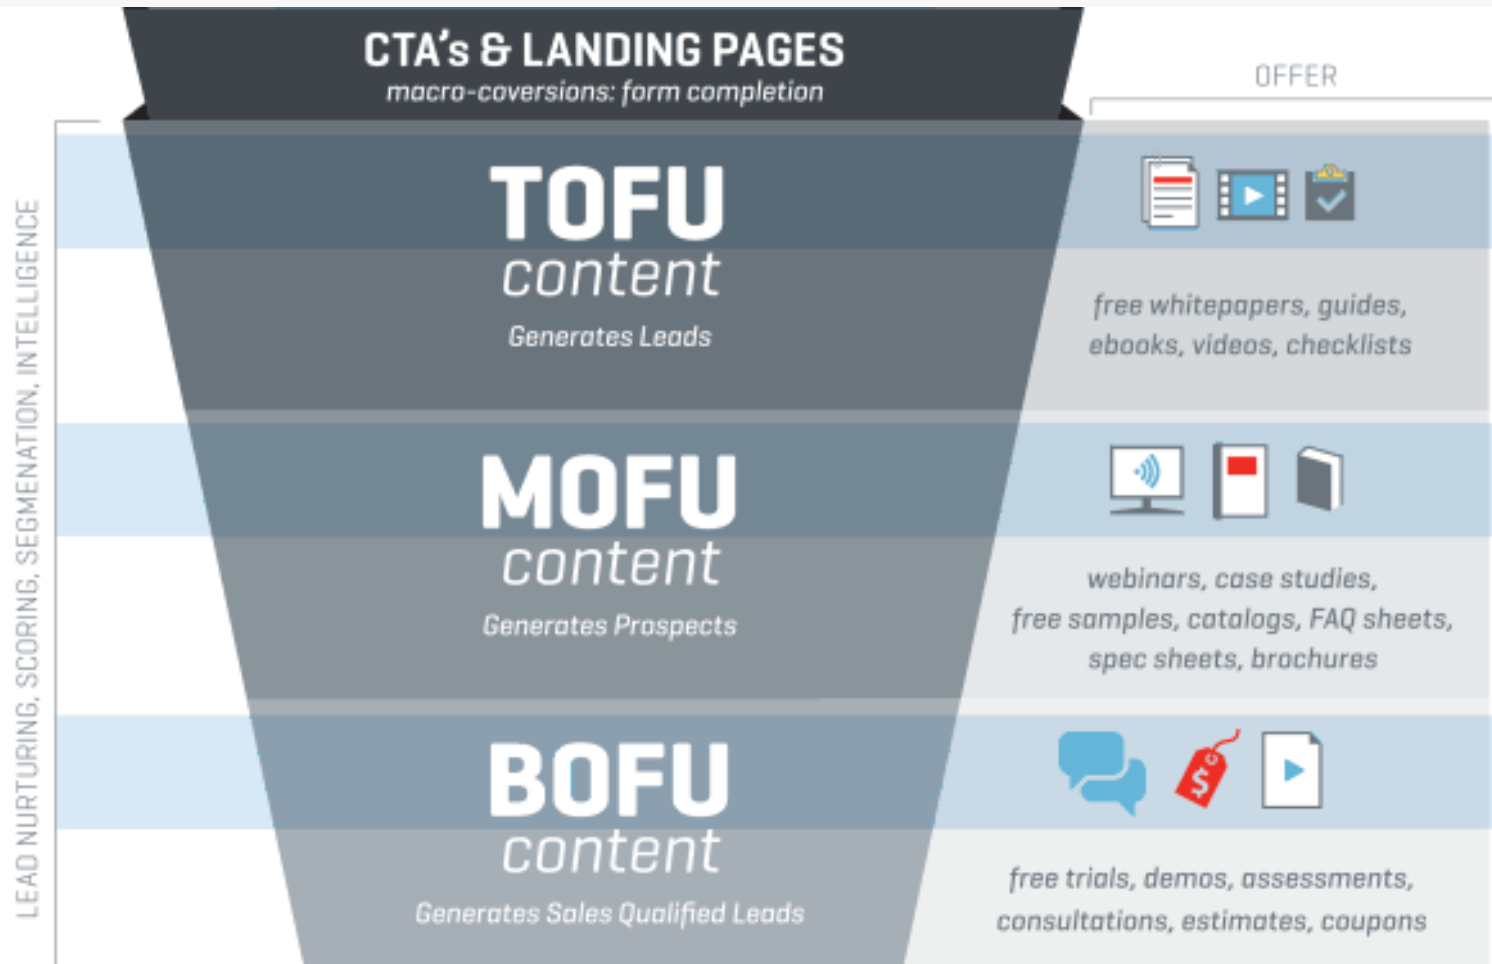 CTA's & LANDING PAGES
macro-coversions: form completion
OFFER
LEAD NURTURING, SCORING, SEGMENATION, INTELLIGENCE
TOFU
content
Generates Leads
free whitepapers, guides,
ebooks, videos, checklists
MOFU
content
Generates Prospects
webinars, case studies,
free samples, catalogs, FAQ sheets,
spec sheets, brochures
BOFU
content
Generates Sales Qualified Leads
$
free trials, demos, assessments,
consultations, estimates, coupons